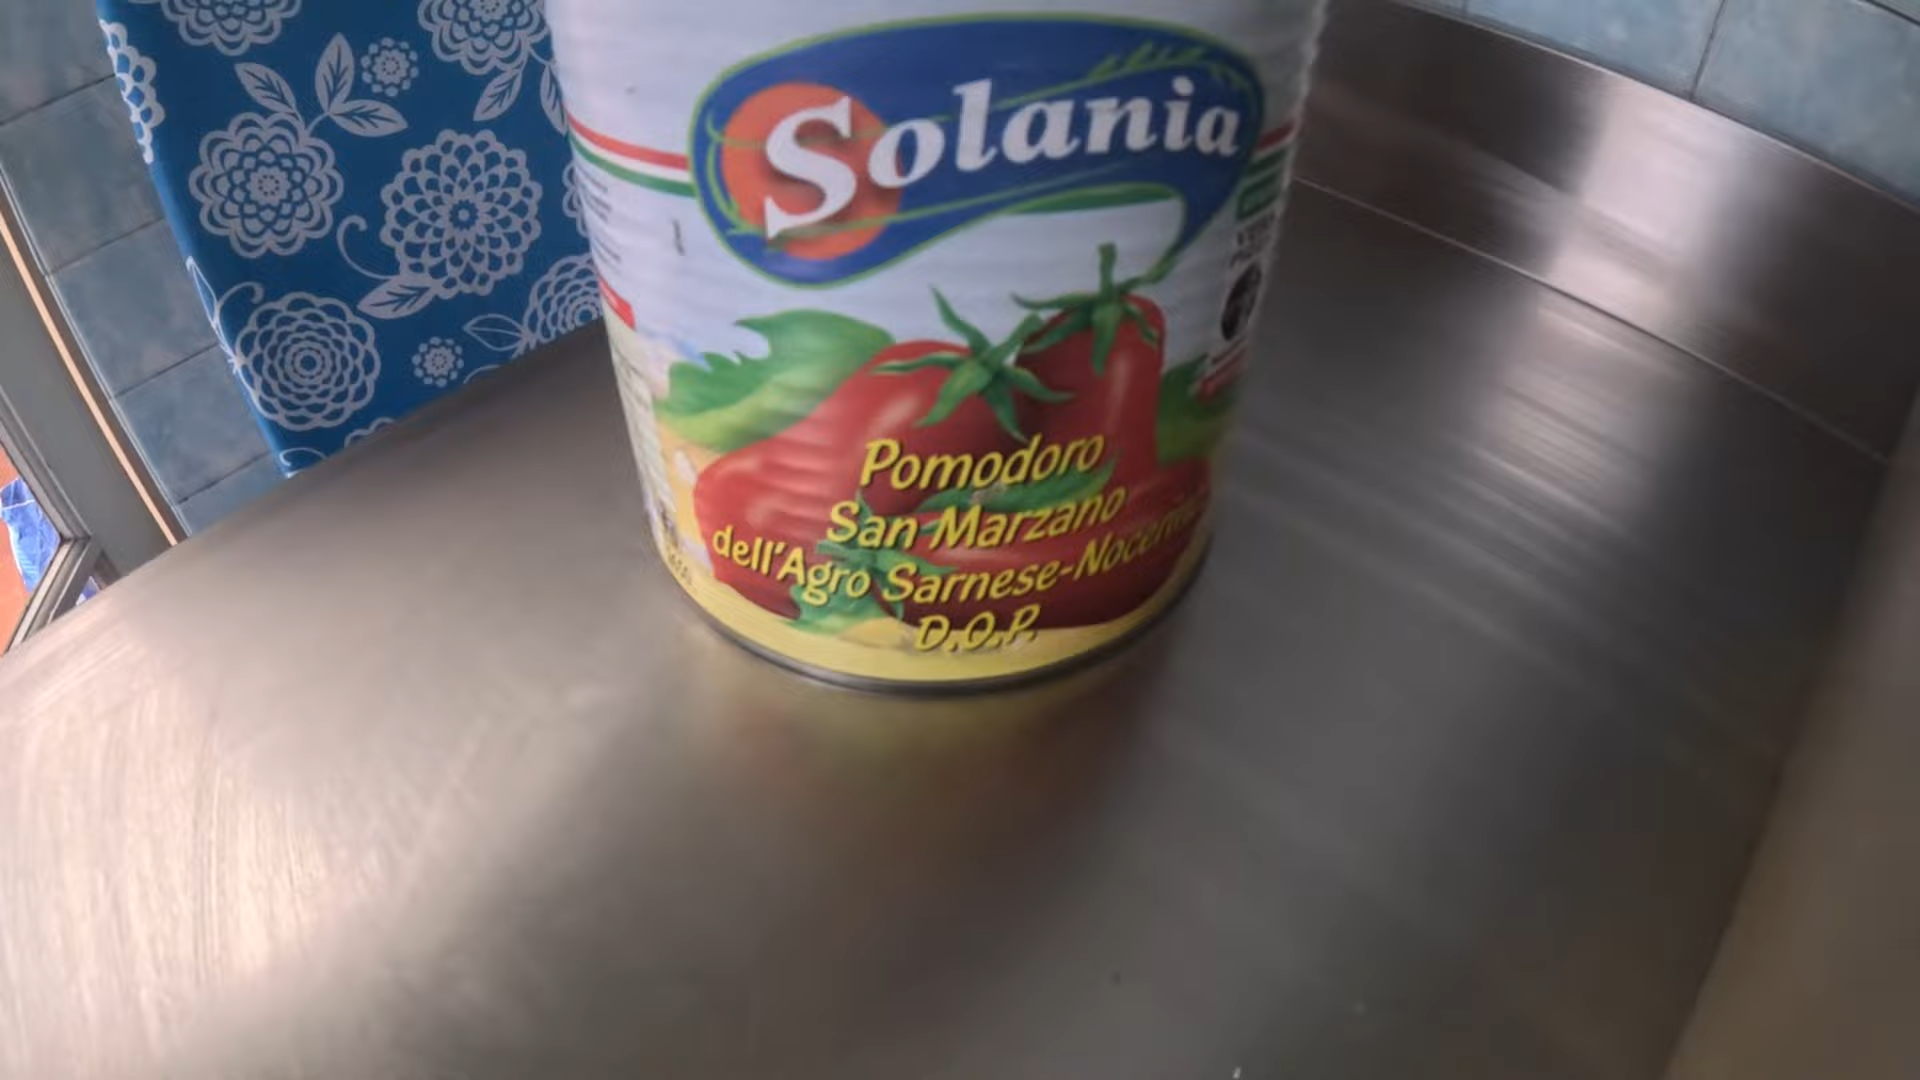 Solania
Pomodoro
San Marzano
dell'Agro Sarnese-Nocerino
D.O.P.